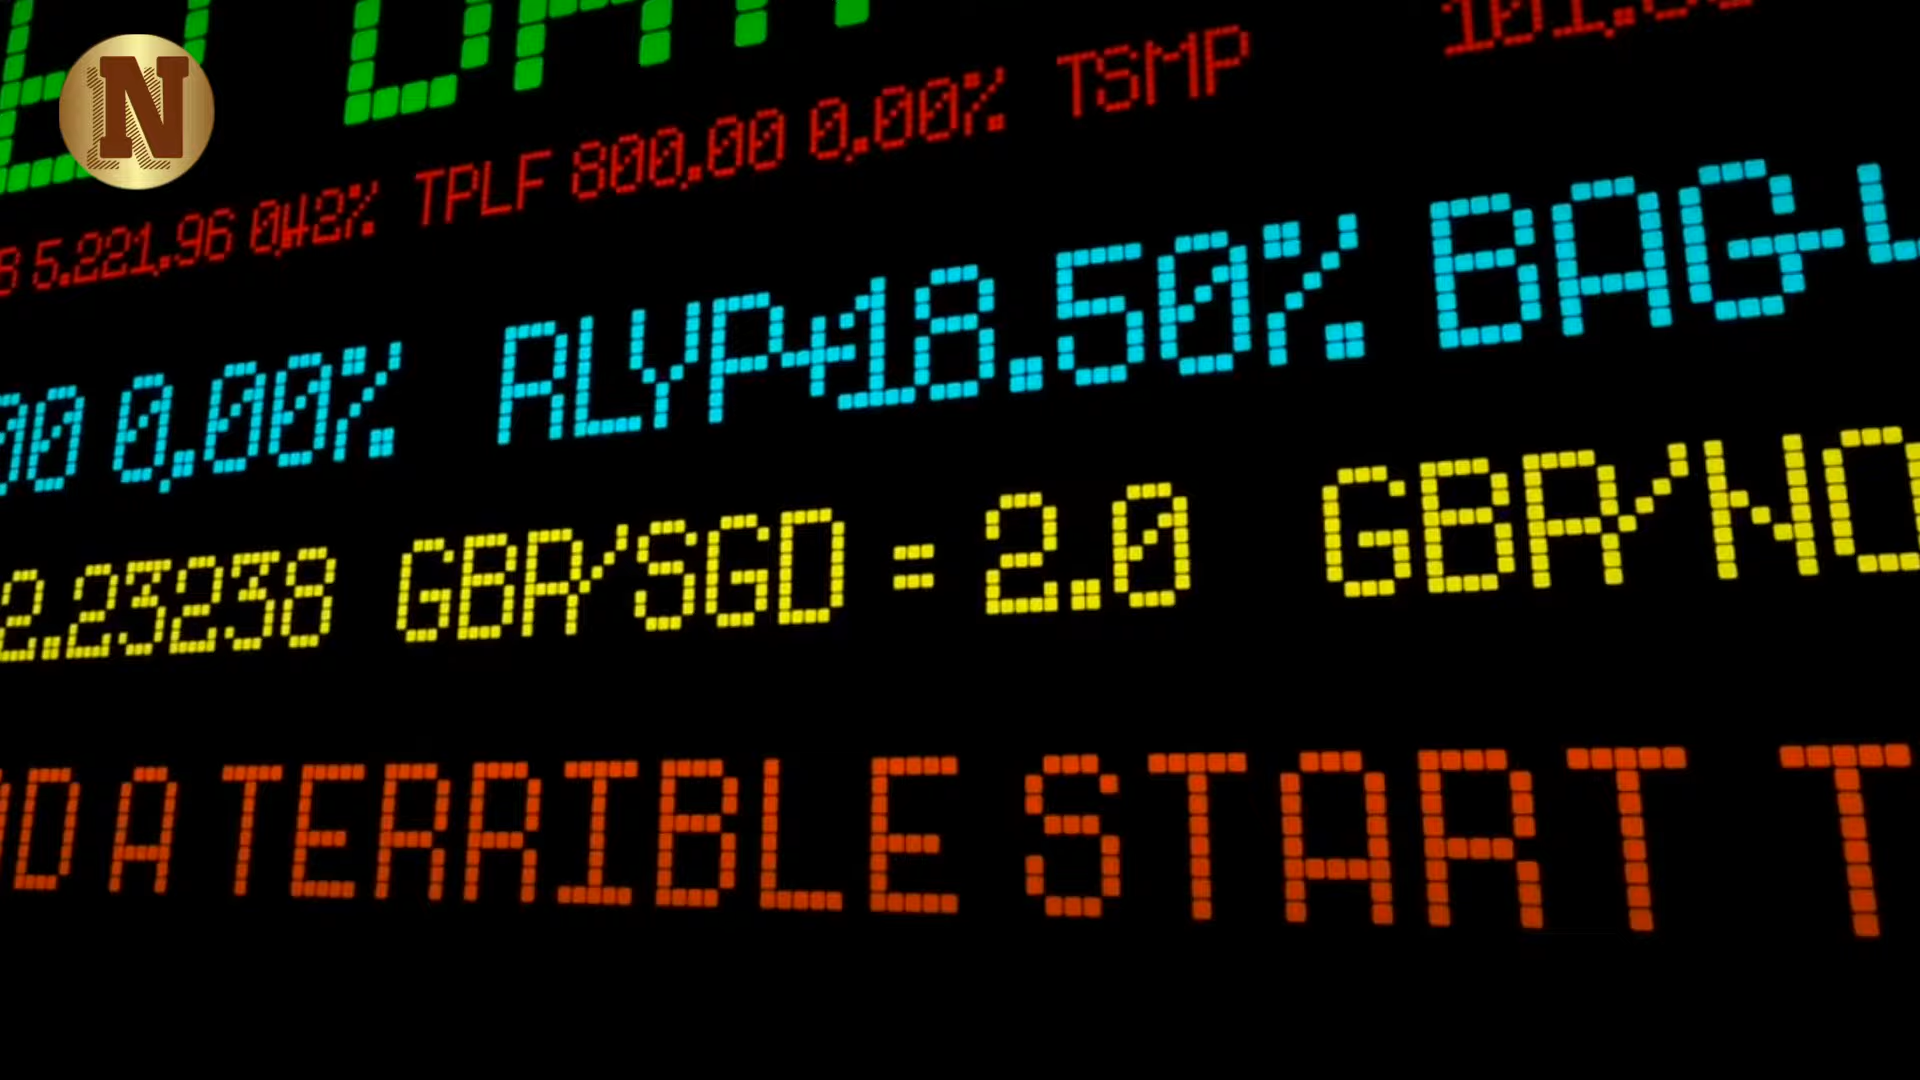 N
5.221,96 0,42% TPLF 800,00 0,00% TSMP
0,00% RLYP+18.50% BAG
2.23238 GBR/SGD = 2.0 GBR/NO
A TERRIBLE START T